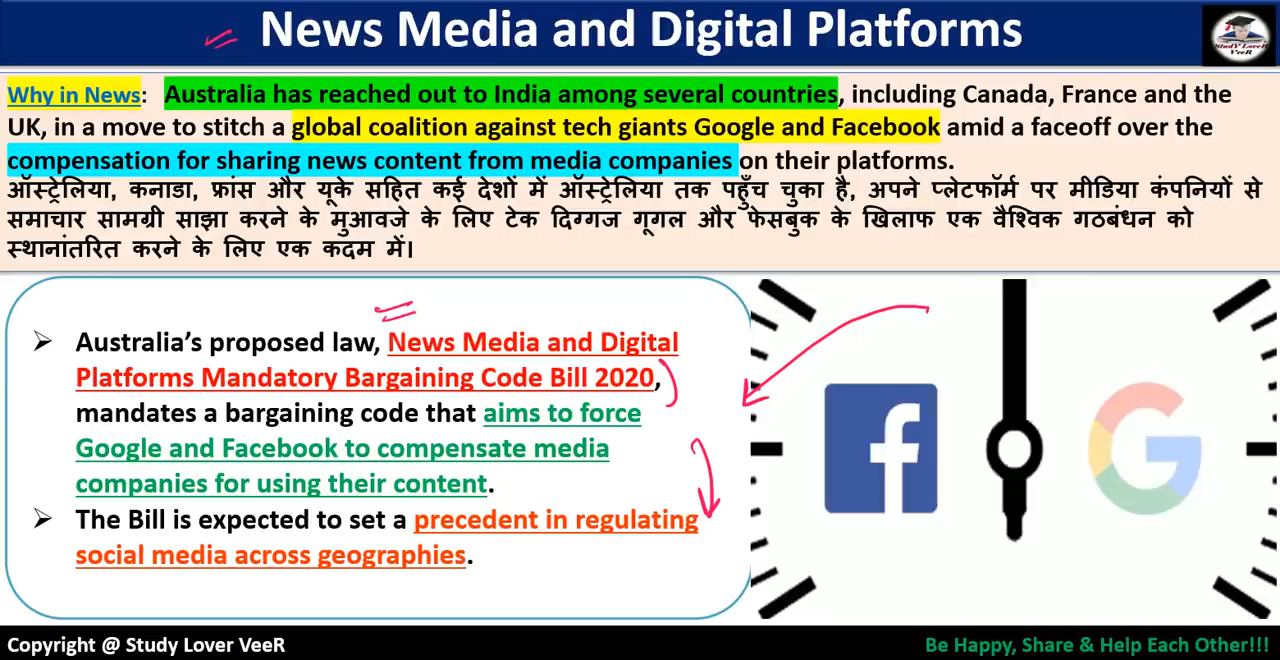 News Media and Digital Platforms
StudY LoveR
VeeR
Why in News: Australia has reached out to India among several countries, including Canada, France and the
UK, in a move to stitch a global coalition against tech giants Google and Facebook amid a faceoff over the
compensation for sharing news content from media companies on their platforms.
ऑस्ट्रेलिया, कनाडा, फ्रांस और यूके सहित कई देशों में ऑस्ट्रेलिया तक पहुँच चुका है, अपने प्लेटफॉर्म पर मीडिया कंपनियों से
समाचार सामग्री साझा करने के मुआवजे के लिए टेक दिग्गज गूगल और फेसबुक के खिलाफ एक वैश्विक गठबंधन को
स्थानांतरित करने के लिए एक कदम में।
➢ Australia’s proposed law, News Media and Digital
Platforms Mandatory Bargaining Code Bill 2020,
mandates a bargaining code that aims to force
Google and Facebook to compensate media
companies for using their content.
➢ The Bill is expected to set a precedent in regulating
social media across geographies.
Copyright @ Study Lover VeeR
Be Happy, Share & Help Each Other!!!